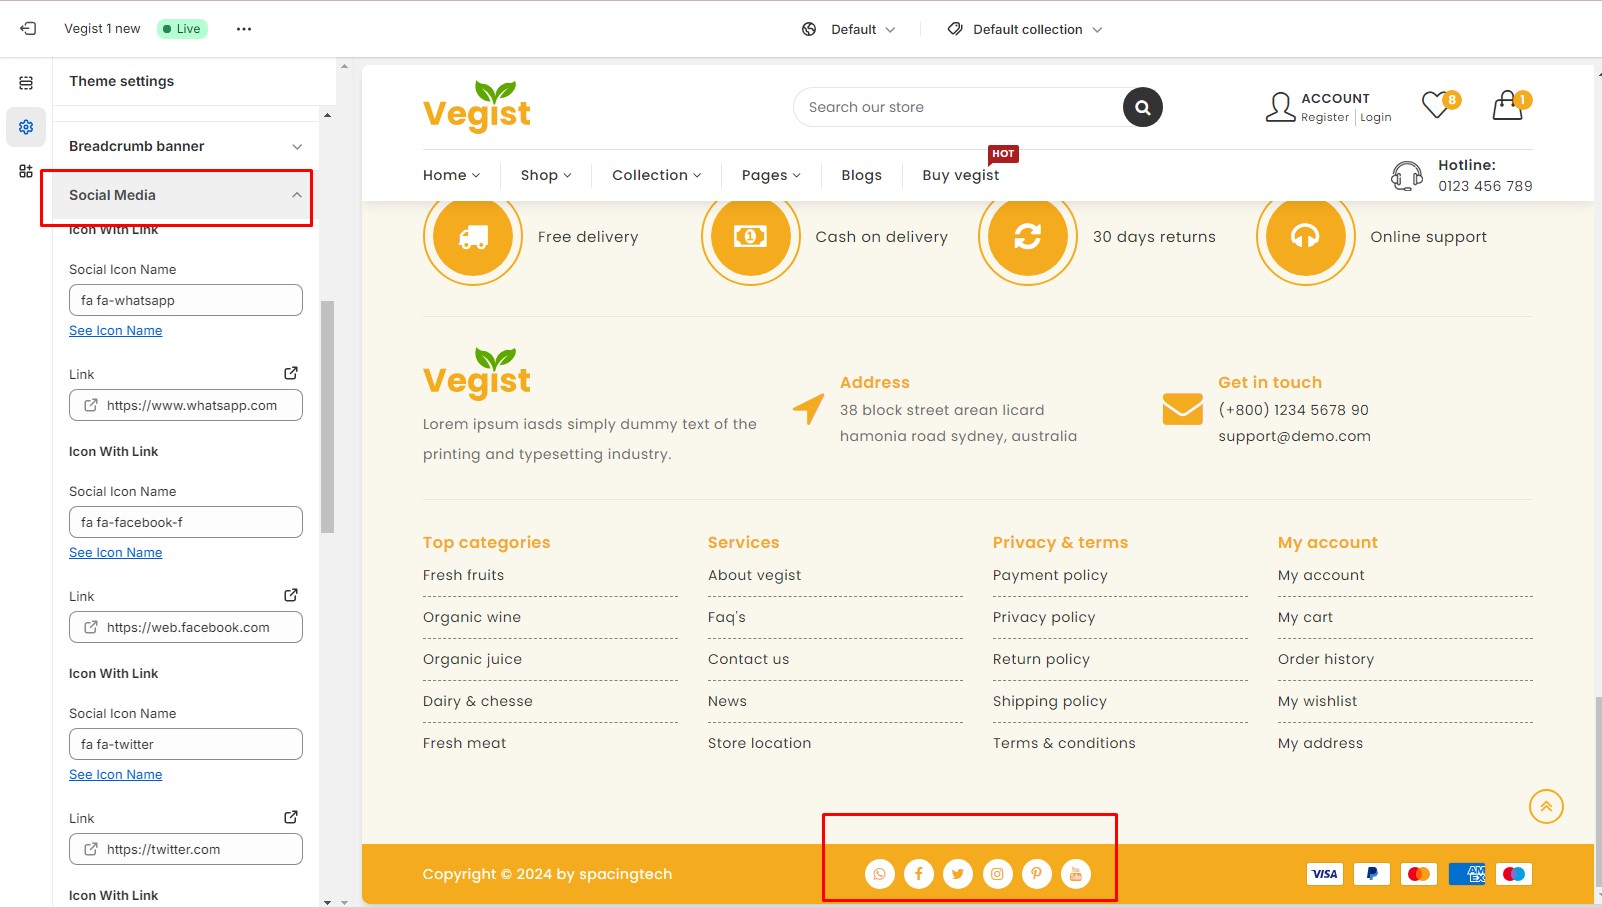 Vegist 1 new
Live
Default
Default collection
Theme settings
Breadcrumb banner
Social Media
Icon With Link
Social Icon Name
fa fa-whatsapp
See Icon Name
Link
https://www.whatsapp.com
Icon With Link
Social Icon Name
fa fa-facebook-f
See Icon Name
Link
https://web.facebook.com
Icon With Link
Social Icon Name
fa fa-twitter
See Icon Name
Link
https://twitter.com
Icon With Link
Vegist
Search our store
ACCOUNT
Register
Login
8
1
HOT
Home
Shop
Collection
Pages
Blogs
Buy vegist
Hotline:
0123 456 789
Free delivery
1
Cash on delivery
30 days returns
Online support
Vegist
Lorem ipsum iasds simply dummy text of the
printing and typesetting industry.
Address
38 block street arean licard
hamonia road sydney, australia
Get in touch
(+800) 1234 5678 90
support@demo.com
Top categories
Fresh fruits
Organic wine
Organic juice
Dairy & chesse
Fresh meat
Services
About vegist
Faq's
Contact us
News
Store location
Privacy & terms
Payment policy
Privacy policy
Return policy
Shipping policy
Terms & conditions
My account
My account
My cart
Order history
My wishlist
My address
Copyright © 2024 by spacingtech
You
VISA
AM
EX